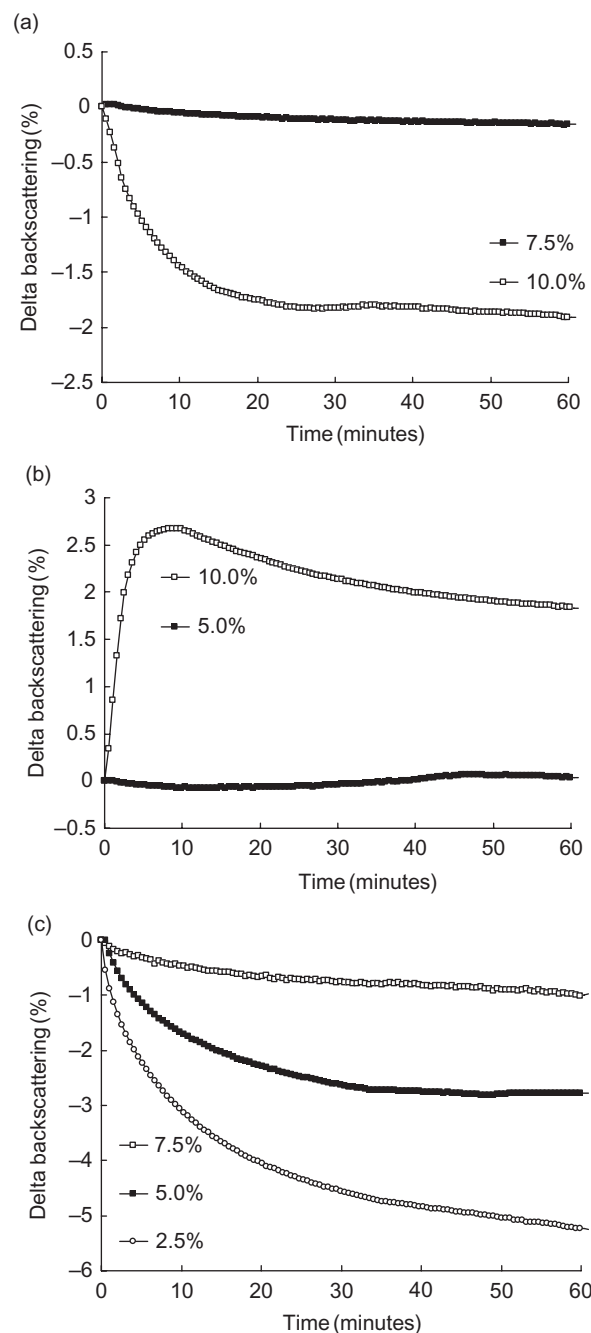 (a)
0.5
0
–0.5
–1
–1.5
–2
–2.5
Delta backscattering (%)
7.5%
10.0%
0 10 20 30 40 50 60
Time (minutes)
(b)
3
2.5
2
1.5
1
0.5
0
–0.5
Delta backscattering (%)
10.0%
5.0%
0 10 20 30 40 50 60
Time (minutes)
(c)
0
–1
–2
–3
–4
–5
–6
Delta backscattering (%)
7.5%
5.0%
2.5%
0 10 20 30 40 50 60
Time (minutes)